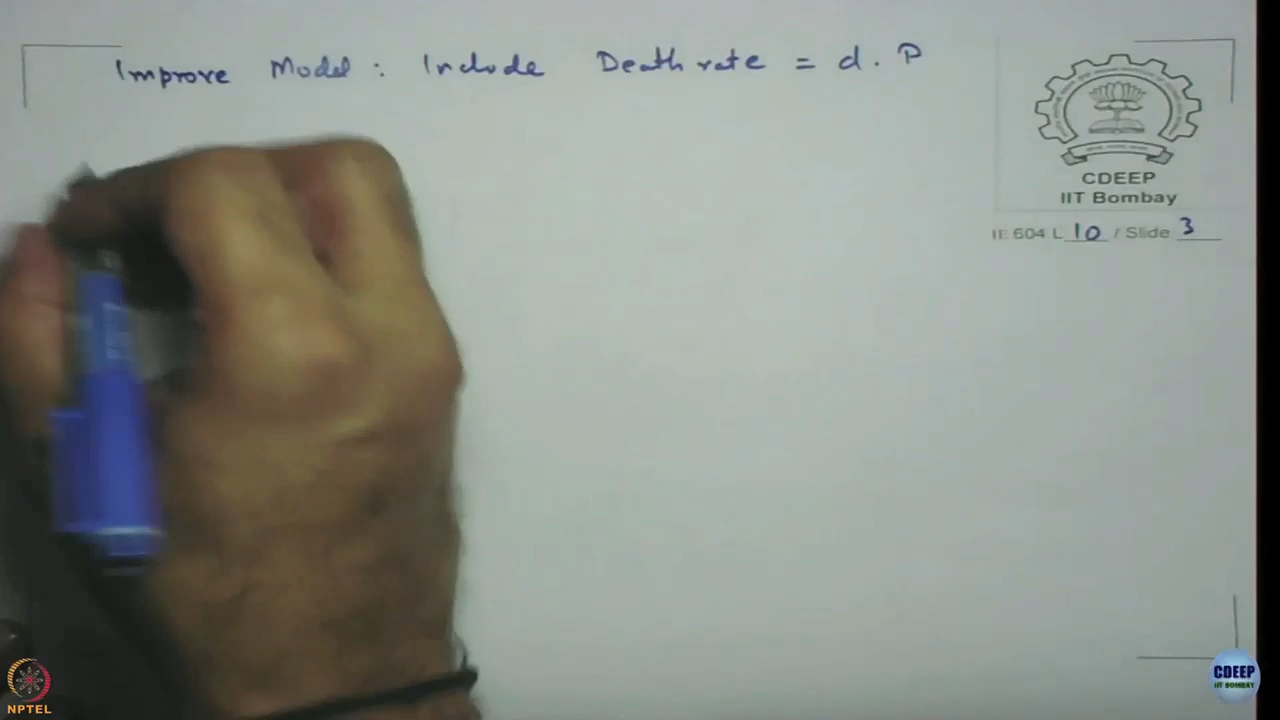 Improve Model : Include Death rate = d . P
CDEEP
IIT Bombay
IE 604 L 10 / Slide 3
NPTEL
CDEEP
IIT BOMBAY